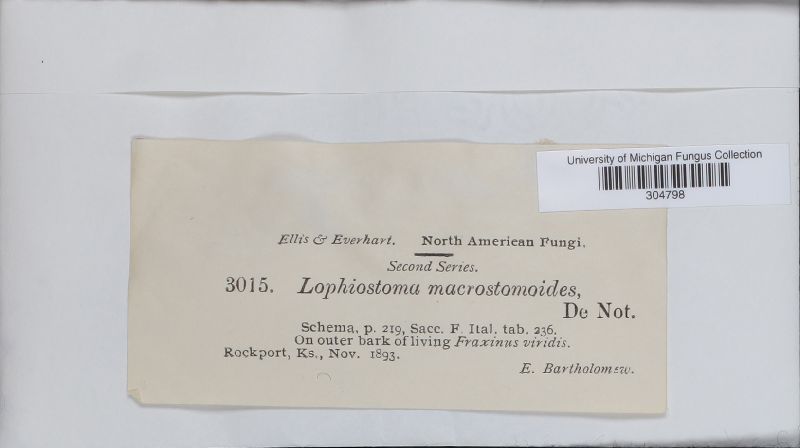 University of Michigan Fungus Collection
304798
Ellis & Everhart. North American Fungi.
Second Series.
3015. Lophiostoma macrostomoides,
De Not.
Schema, p. 219, Sacc. F. Ital. tab. 236.
On outer bark of living Fraxinus viridis.
Rockport, Ks., Nov. 1893.
E. Bartholomew.